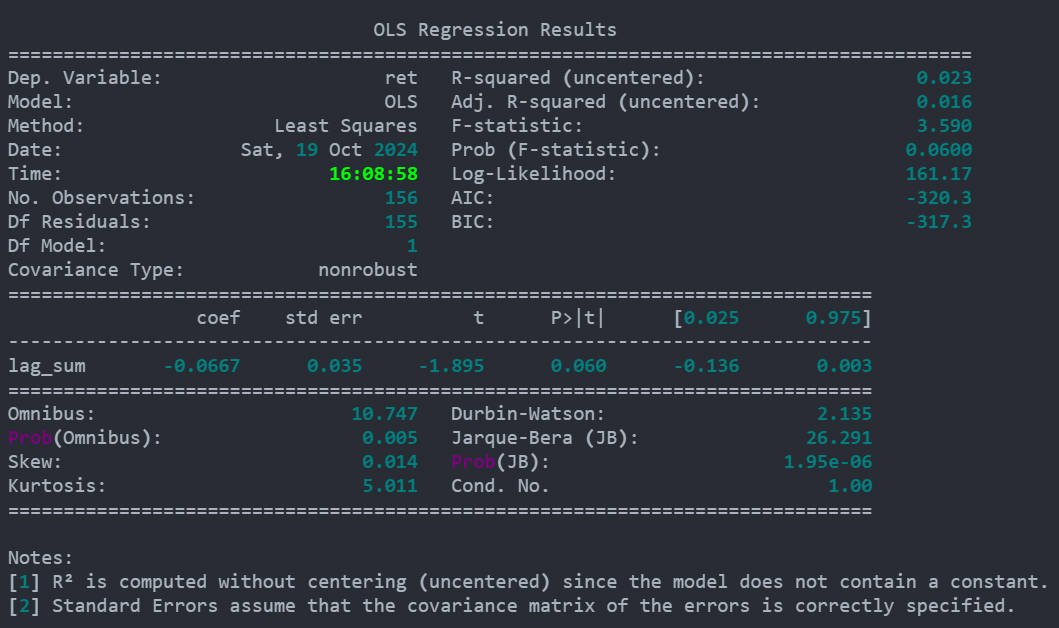 OLS Regression Results
=======================================================================================
Dep. Variable:                    ret   R-squared (uncentered):                   0.023
Model:                            OLS   Adj. R-squared (uncentered):              0.016
Method:                 Least Squares   F-statistic:                              3.590
Date:                Sat, 19 Oct 2024   Prob (F-statistic):                      0.0600
Time:                        16:08:58   Log-Likelihood:                          161.17
No. Observations:                 156   AIC:                                     -320.3
Df Residuals:                     155   BIC:                                     -317.3
Df Model:                           1
Covariance Type:            nonrobust
==============================================================================
                 coef    std err          t      P>|t|      [0.025      0.975]
------------------------------------------------------------------------------
lag_sum       -0.0667      0.035     -1.895      0.060      -0.136       0.003
==============================================================================
Omnibus:                       10.747   Durbin-Watson:                   2.135
Prob(Omnibus):                  0.005   Jarque-Bera (JB):               26.291
Skew:                           0.014   Prob(JB):                     1.95e-06
Kurtosis:                       5.011   Cond. No.                         1.00
==============================================================================
Notes:
[1] R² is computed without centering (uncentered) since the model does not contain a constant.
[2] Standard Errors assume that the covariance matrix of the errors is correctly specified.